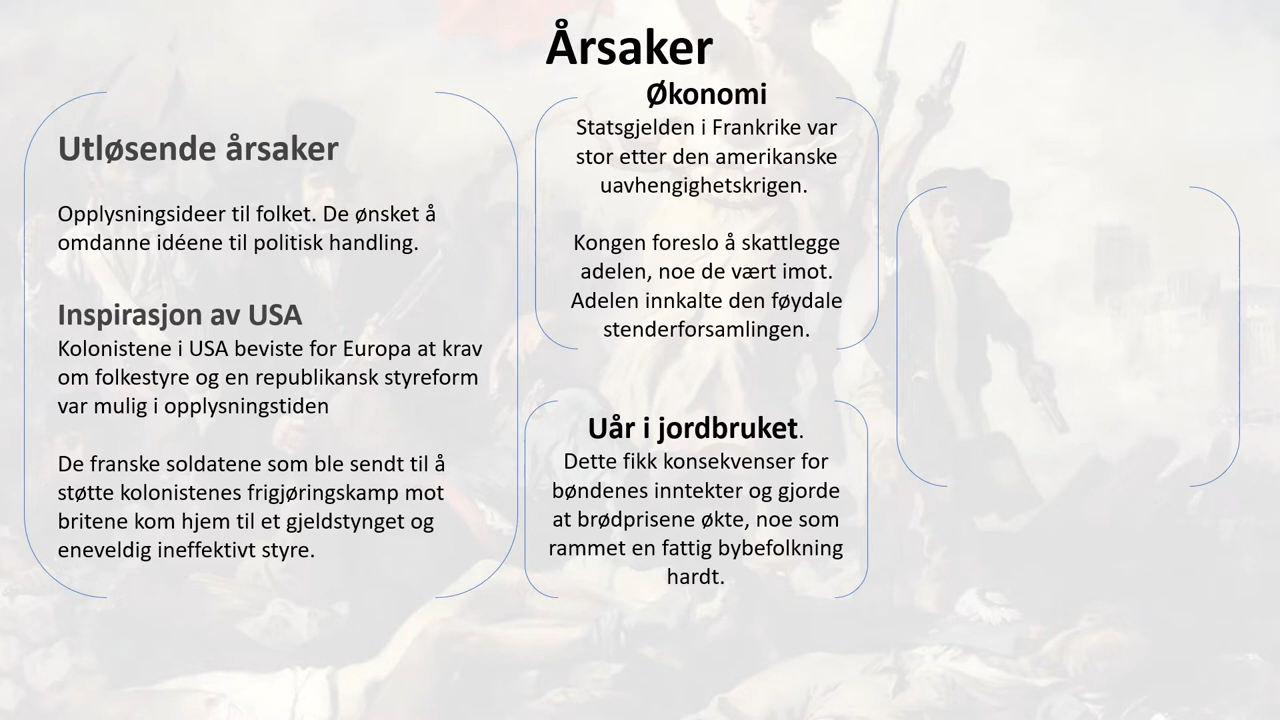 Årsaker
Utløsende årsaker
Opplysningsideer til folket. De ønsket å
omdanne idéene til politisk handling.
Inspirasjon av USA
Kolonistene i USA beviste for Europa at krav
om folkestyre og en republikansk styreform
var mulig i opplysningstiden
De franske soldatene som ble sendt til å
støtte kolonistenes frigjøringskamp mot
britene kom hjem til et gjeldstynget og
eneveldig ineffektivt styre.
Økonomi
Statsgjelden i Frankrike var
stor etter den amerikanske
uavhengighetskrigen.
Kongen foreslo å skattlegge
adelen, noe de vært imot.
Adelen innkalte den føydale
stenderforsamlingen.
Uår i jordbruket.
Dette fikk konsekvenser for
bøndenes inntekter og gjorde
at brødprisene økte, noe som
rammet en fattig bybefolkning
hardt.